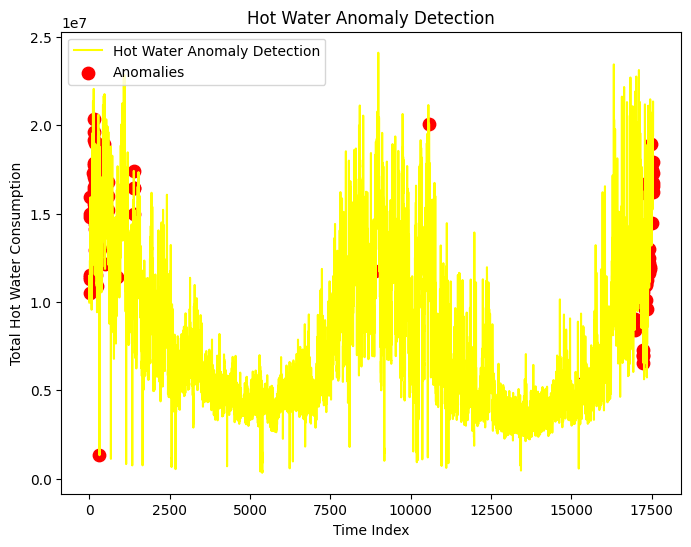 Hot Water Anomaly Detection
1e7
Hot Water Anomaly Detection
Anomalies
Total Hot Water Consumption
2.5
2.0
1.5
1.0
0.5
0.0
0 2500 5000 7500 10000 12500 15000 17500
Time Index